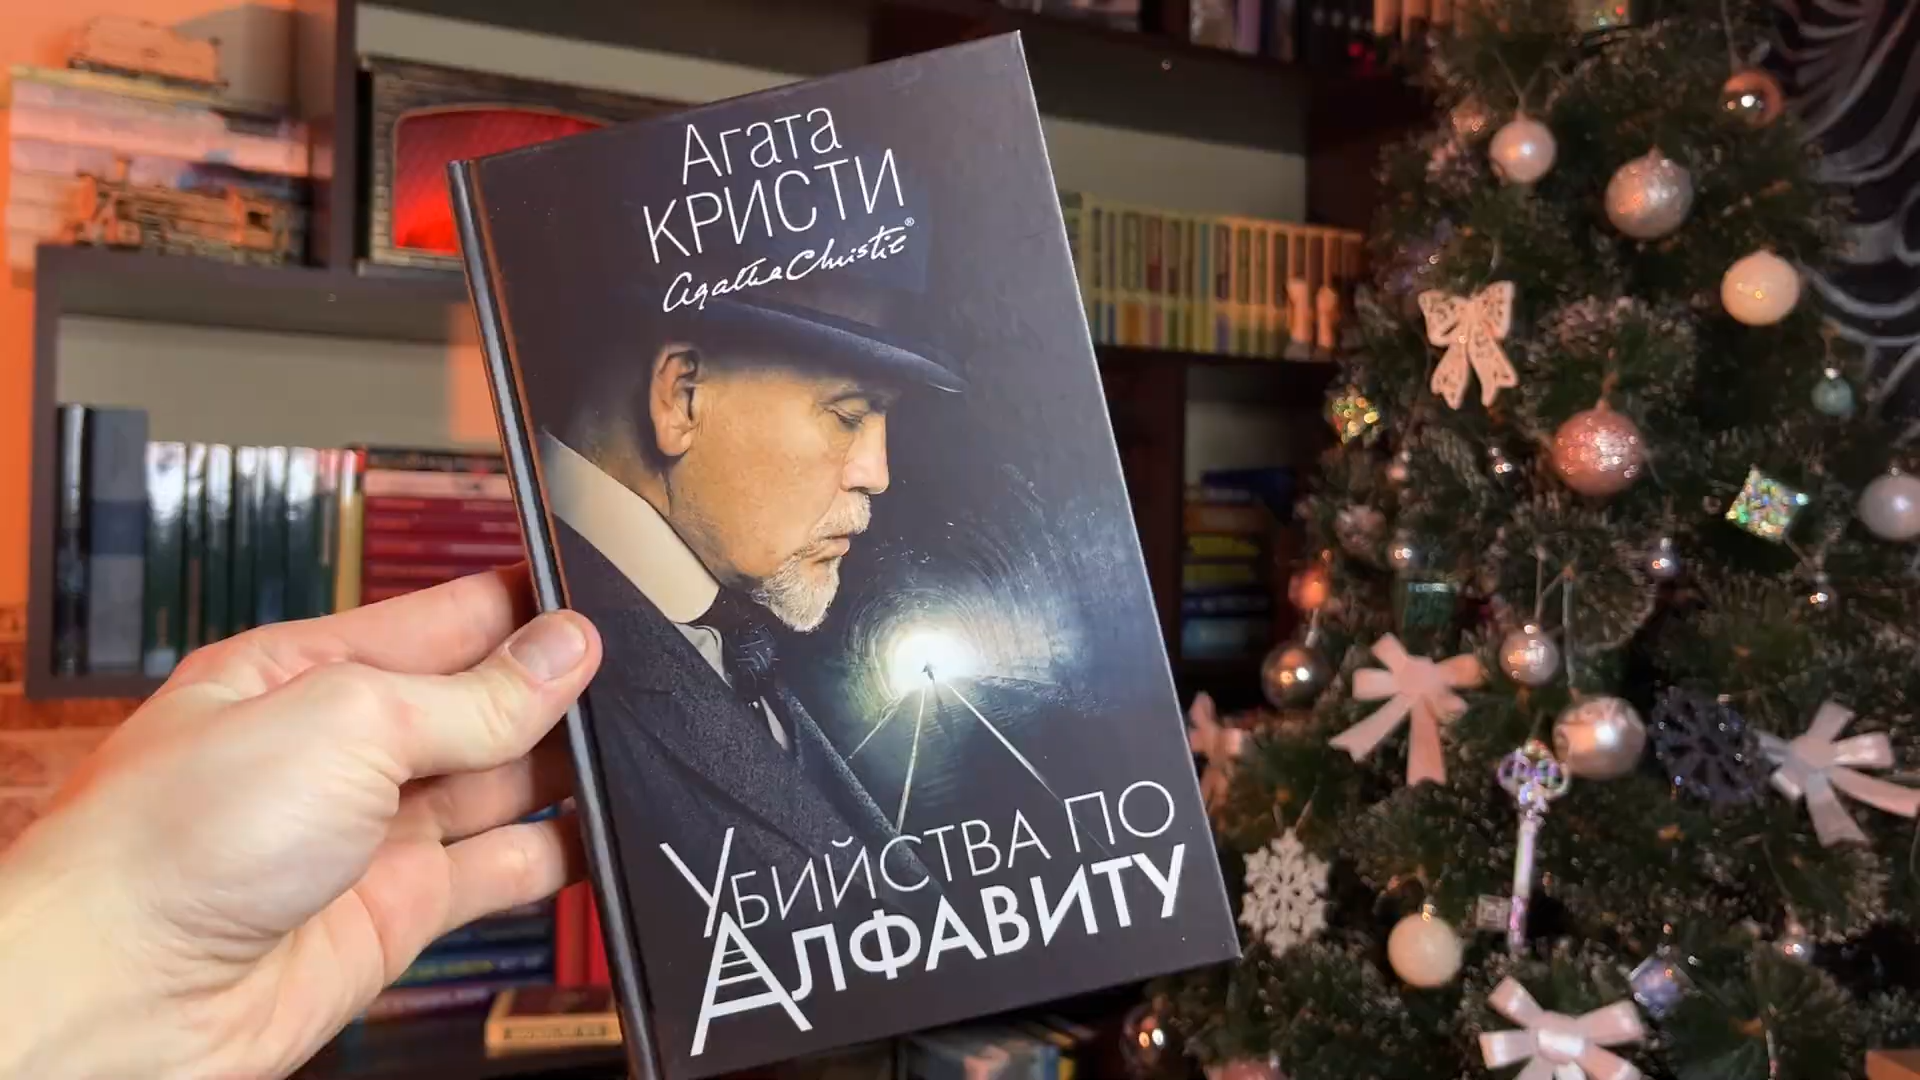 Агата
КРИСТИ
Agatha Christie®
УБИЙСТВА ПО
АЛФАВИТУ